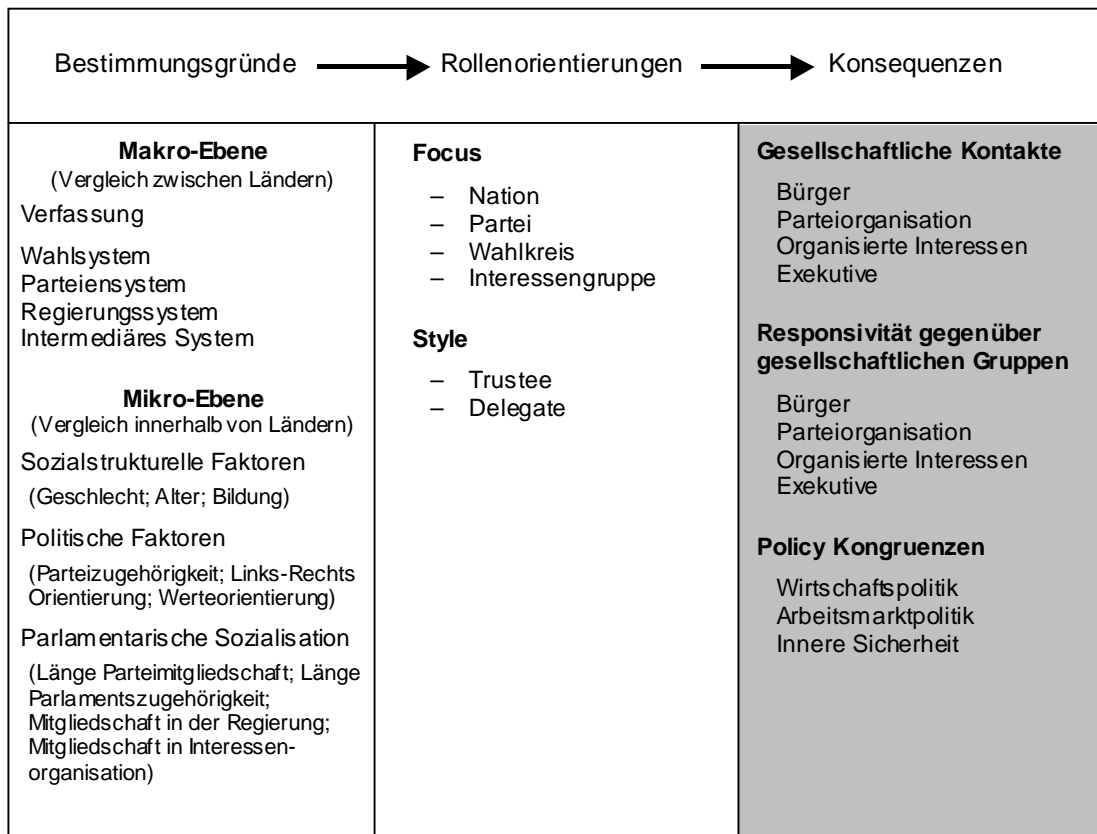 Bestimmungsgründe Rollenorientierungen Konsequenzen
Makro-Ebene
(Vergleich zwischen Ländern)
Verfassung
Wahlsystem
Parteiensystem
Regierungssystem
Intermediäres System
Mikro-Ebene
(Vergleich innerhalb von Ländern)
Sozialstrukturelle Faktoren
(Geschlecht; Alter; Bildung)
Politische Faktoren
(Parteizugehörigkeit; Links-Rechts
Orientierung; Werteorientierung)
Parlamentarische Sozialisation
(Länge Parteimitgliedschaft; Länge
Parlamentszugehörigkeit;
Mitgliedschaft in der Regierung;
Mitgliedschaft in Interessen-
organisation)
Focus
– Nation
– Partei
– Wahlkreis
– Interessengruppe
Style
– Trustee
– Delegate
Gesellschaftliche Kontakte
Bürger
Parteiorganisation
Organisierte Interessen
Exekutive
Responsivität gegenüber
gesellschaftlichen Gruppen
Bürger
Parteiorganisation
Organisierte Interessen
Exekutive
Policy Kongruenzen
Wirtschaftspolitik
Arbeitsmarktpolitik
Innere Sicherheit